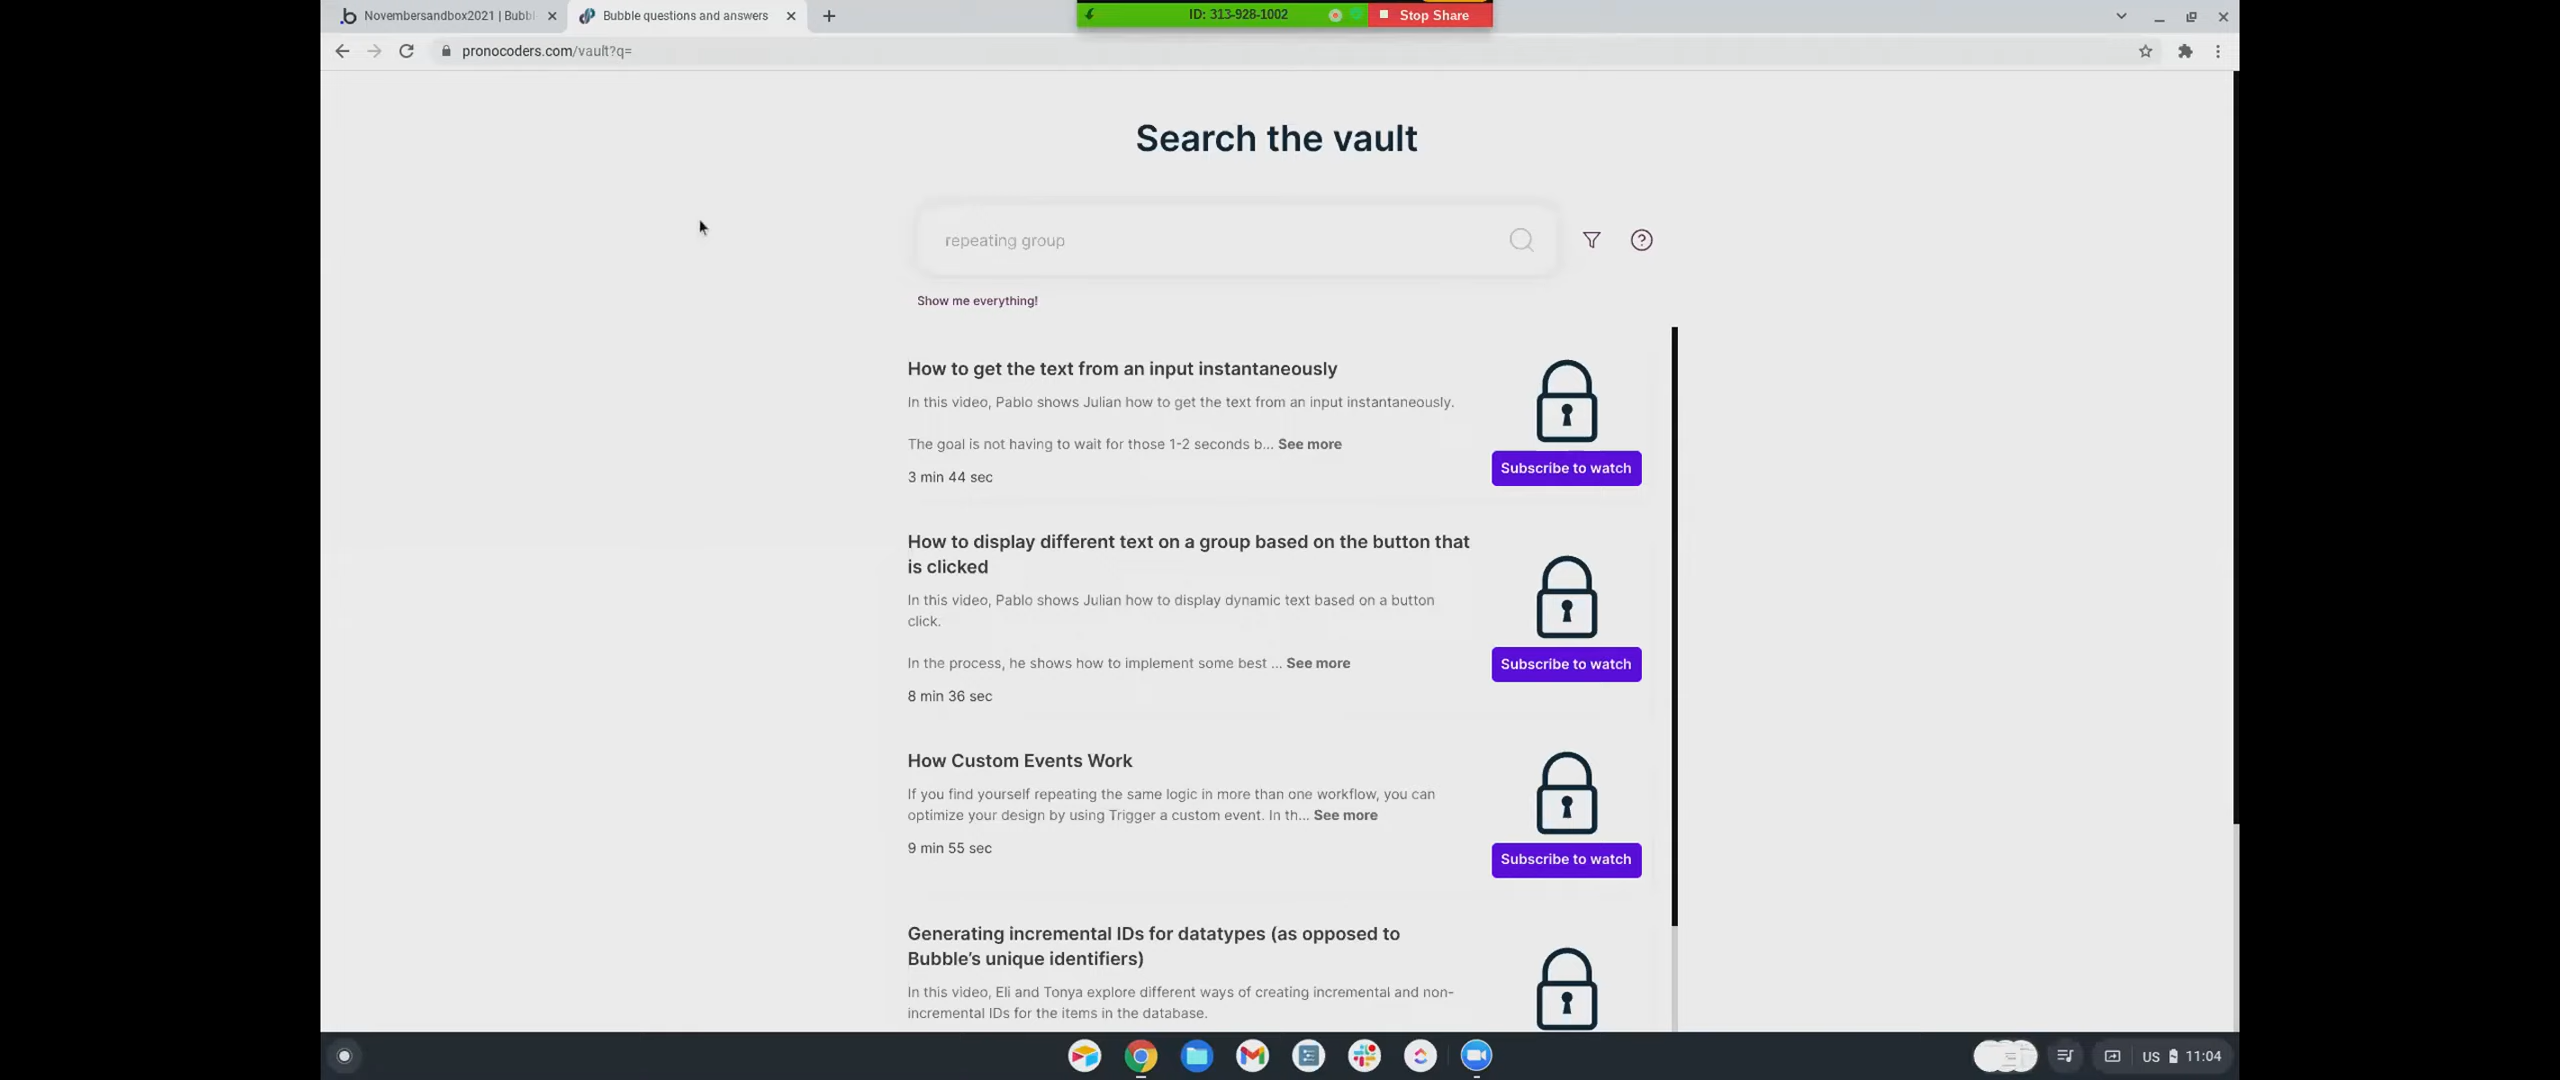 Novembersandbox2021 | Bubbl
Bubble questions and answers
ID: 313-928-1002
Stop Share
pronocoders.com/vault?q=
Search the vault
repeating group
Show me everything!
How to get the text from an input instantaneously
In this video, Pablo shows Julian how to get the text from an input instantaneously.
The goal is not having to wait for those 1-2 seconds b... See more
3 min 44 sec
Subscribe to watch
How to display different text on a group based on the button that
is clicked
In this video, Pablo shows Julian how to display dynamic text based on a button
click.
In the process, he shows how to implement some best ... See more
8 min 36 sec
Subscribe to watch
How Custom Events Work
If you find yourself repeating the same logic in more than one workflow, you can
optimize your design by using Trigger a custom event. In th... See more
9 min 55 sec
Subscribe to watch
Generating incremental IDs for datatypes (as opposed to
Bubble’s unique identifiers)
In this video, Eli and Tonya explore different ways of creating incremental and non-
incremental IDs for the items in the database.
US 11:04